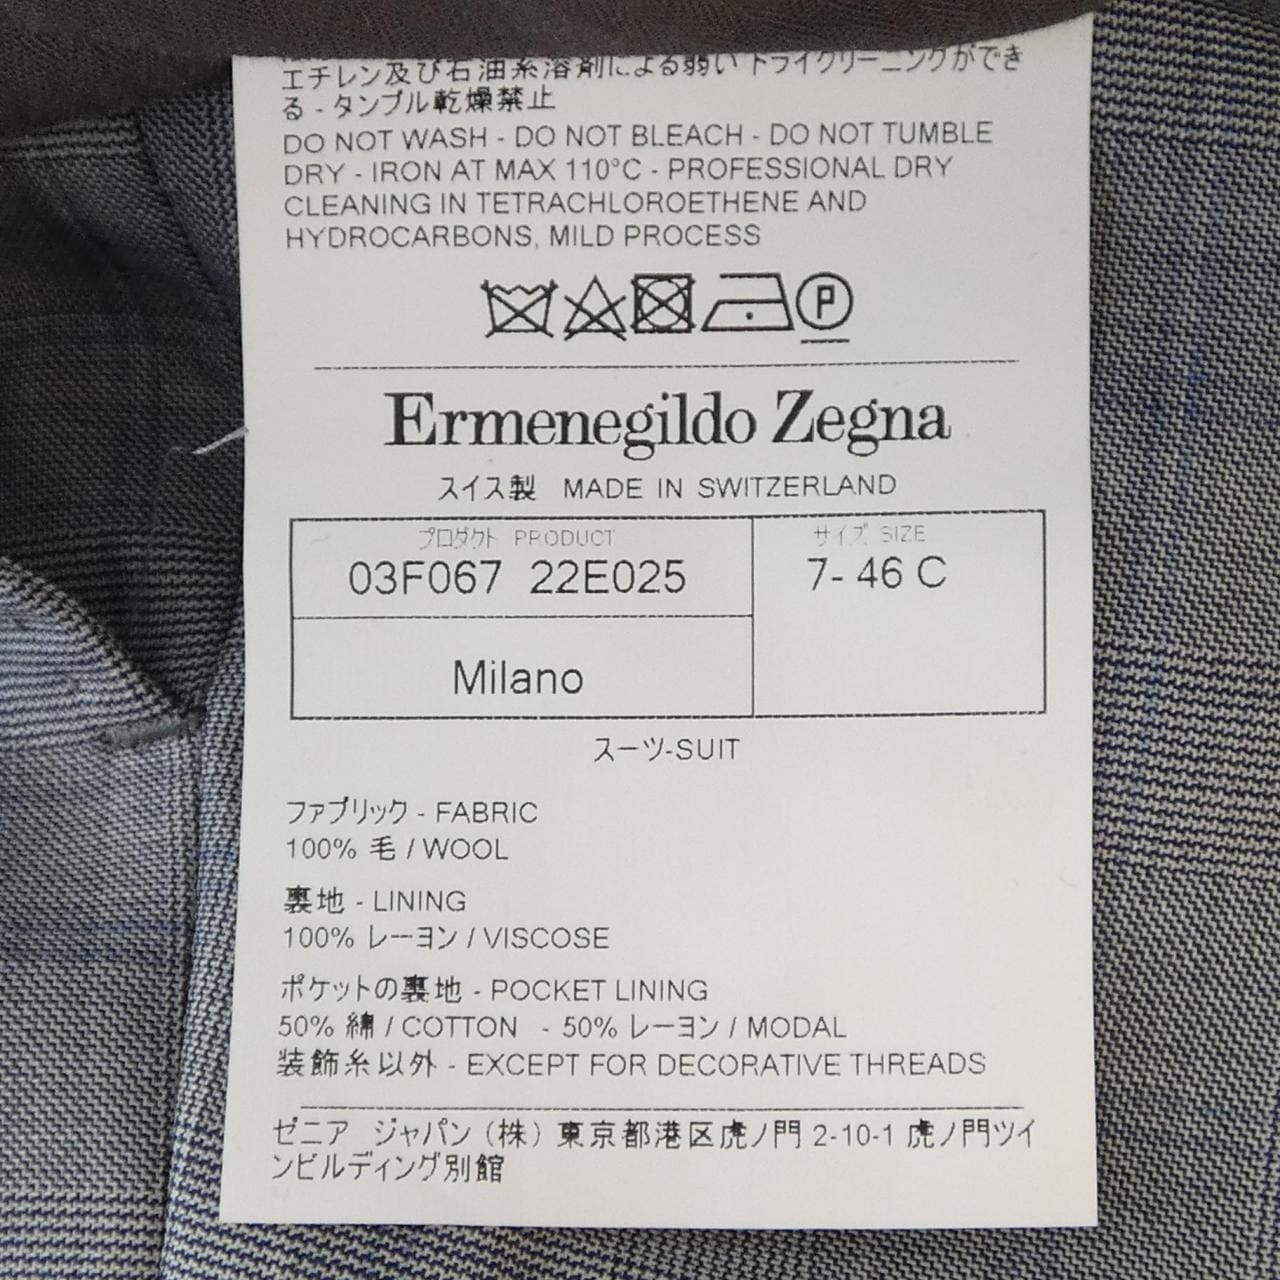 エチレン及び石油系溶剤による弱いドライクリーニングができ
る - タンブル乾燥禁止
DO NOT WASH - DO NOT BLEACH - DO NOT TUMBLE
DRY - IRON AT MAX 110°C - PROFESSIONAL DRY
CLEANING IN TETRACHLOROETHENE AND
HYDROCARBONS, MILD PROCESS
P
Ermenegildo Zegna
スイス製 MADE IN SWITZERLAND
プロダクト PRODUCT
サイズ SIZE
03F067 22E025
7- 46 C
Milano
スーツ-SUIT
ファブリック - FABRIC
100% 毛 / WOOL
裏地 - LINING
100% レーヨン / VISCOSE
ポケットの裏地 - POCKET LINING
50% 綿 / COTTON - 50% レーヨン / MODAL
装飾糸以外 - EXCEPT FOR DECORATIVE THREADS
ゼニア ジャパン (株) 東京都港区虎ノ門 2-10-1 虎ノ門ツイ
ンビルディング別館